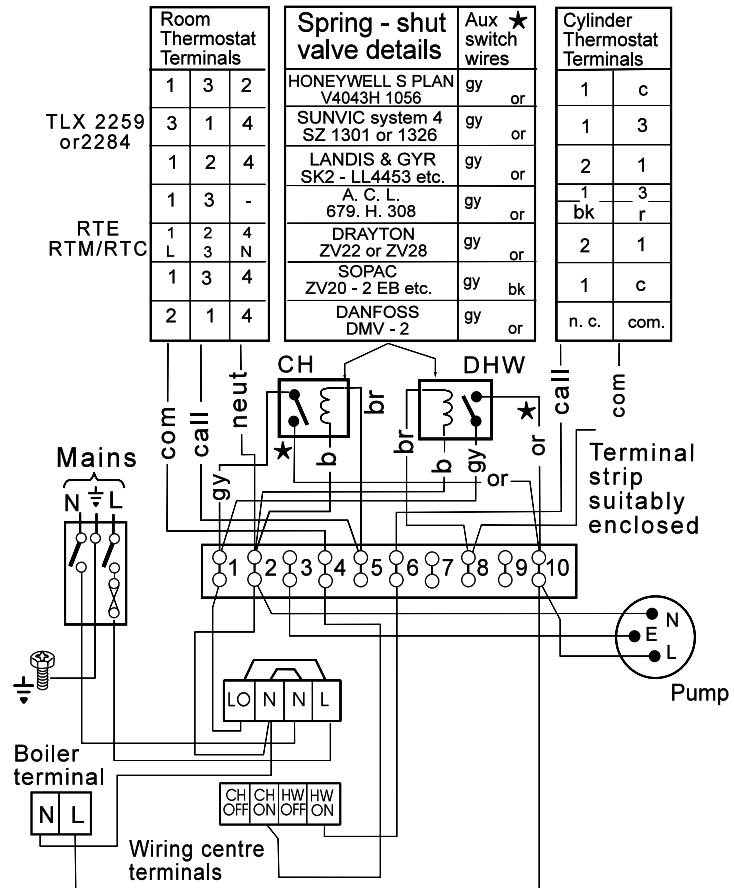 Room
Thermostat
Terminals
Spring - shut
valve details
Aux ★
switch
wires
Cylinder
Thermostat
Terminals
1 3 2
HONEYWELL S PLAN
V4043H 1056
gy or
1 c
TLX 2259
or2284
3 1 4
SUNVIC system 4
SZ 1301 or 1326
gy or
1 3
1 2 4
LANDIS & GYR
SK2 - LL4453 etc.
gy or
2 1
1 3 -
A. C. L.
679. H. 308
gy or
1 3
bk r
RTE
RTM/RTC
1 2 4
L 3 N
DRAYTON
ZV22 or ZV28
gy or
2 1
1 3 4
SOPAC
ZV20 - 2 EB etc.
gy bk
1 c
2 1 4
DANFOSS
DMV - 2
gy or
n. c. com.
com
call
neut
CH
DHW
call
com
br
br
b
b
gy
gy
★
★
or
or
Terminal
strip
suitably
enclosed
Mains
N L
1 2 3 4 5 6 7 8 9 10
N
E
L
Pump
LO N N L
Boiler
terminal
N L
CH OFF
CH ON
HW OFF
HW ON
Wiring centre
terminals